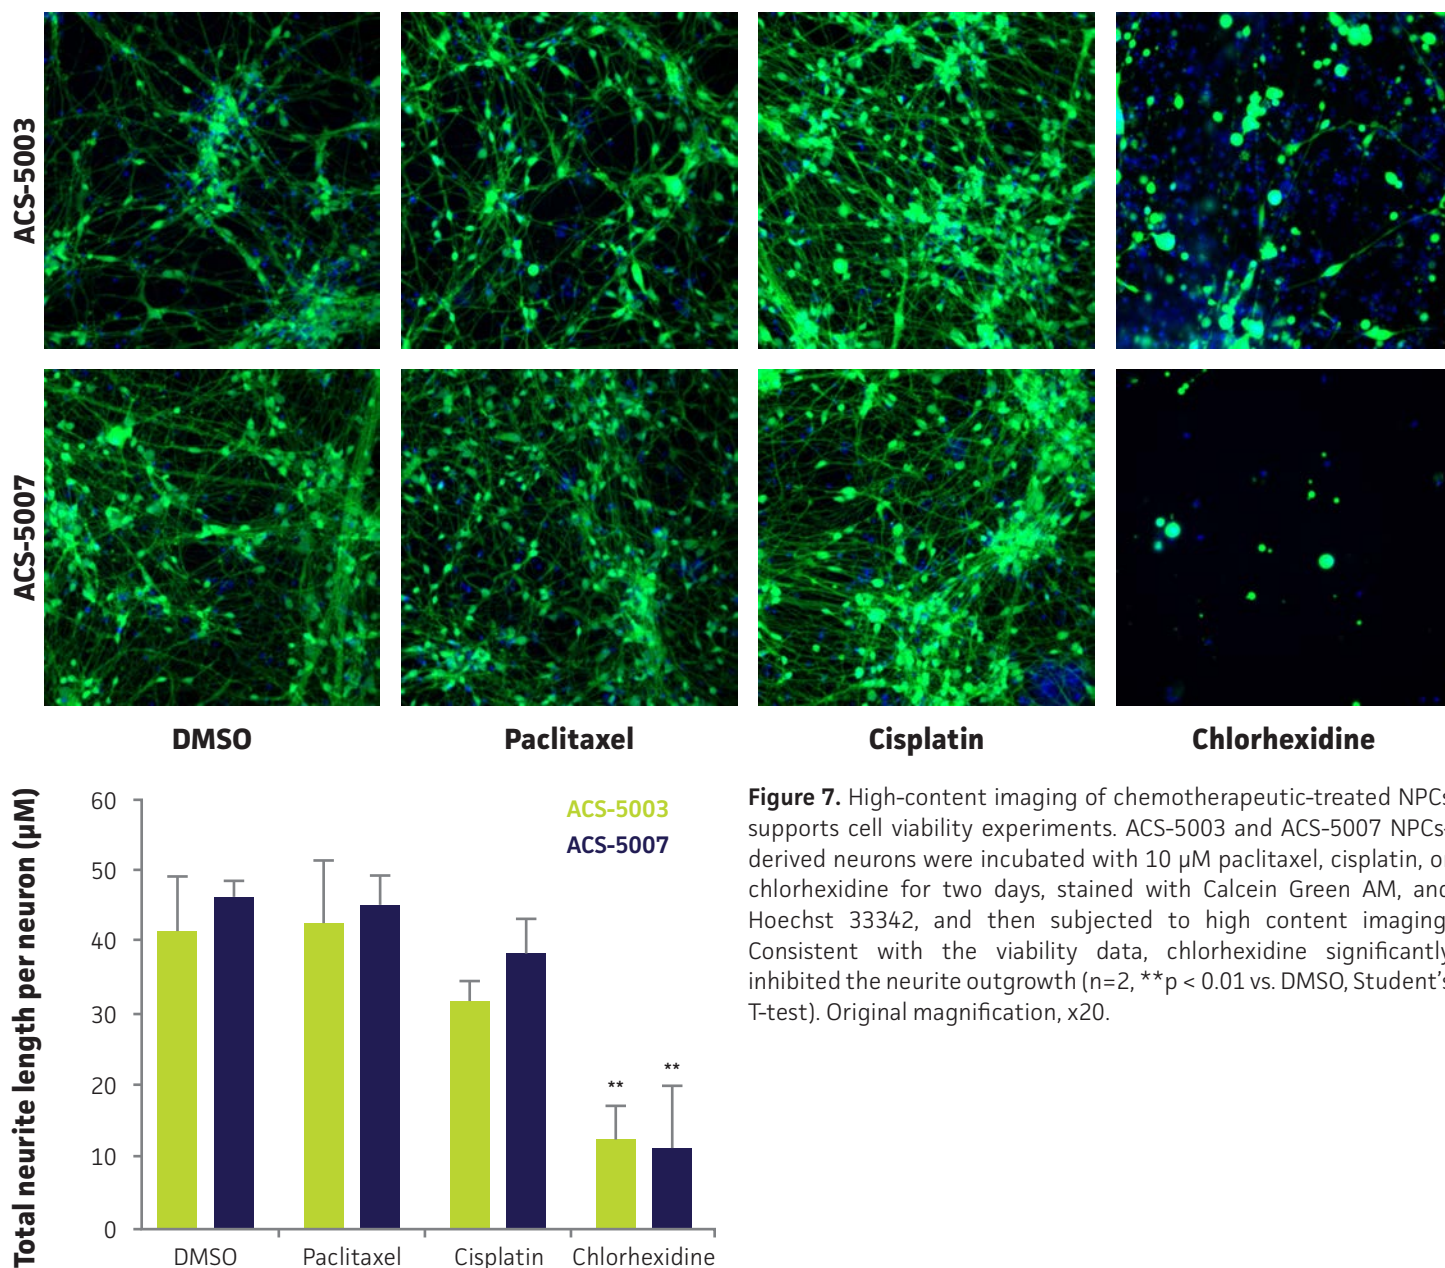 ACS-5003
ACS-5007
DMSO
Paclitaxel
Cisplatin
Chlorhexidine
Total neurite length per neuron (µM)
60
50
40
30
20
10
0
ACS-5003
ACS-5007
**
**
DMSO
Paclitaxel
Cisplatin
Chlorhexidine
Figure 7. High-content imaging of chemotherapeutic-treated NPCs
supports cell viability experiments. ACS-5003 and ACS-5007 NPCs-
derived neurons were incubated with 10 µM paclitaxel, cisplatin, or
chlorhexidine for two days, stained with Calcein Green AM, and
Hoechst 33342, and then subjected to high content imaging.
Consistent with the viability data, chlorhexidine significantly
inhibited the neurite outgrowth (n=2, **p < 0.01 vs. DMSO, Student's
T-test). Original magnification, x20.